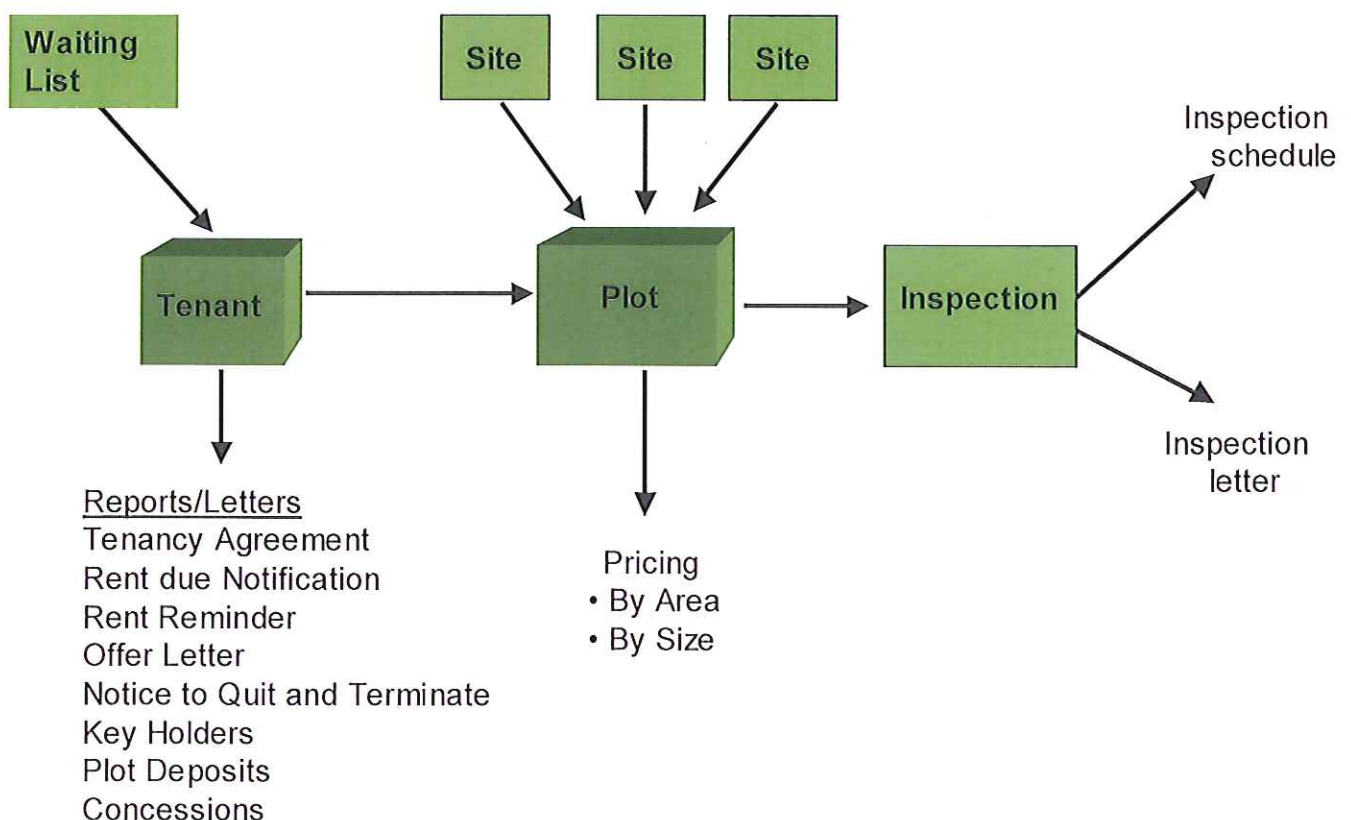 Waiting
List
Site
Site
Site
Inspection
schedule
Tenant
Plot
Inspection
Inspection
letter
Reports/Letters
Tenancy Agreement
Rent due Notification
Rent Reminder
Offer Letter
Notice to Quit and Terminate
Key Holders
Plot Deposits
Concessions
Pricing
• By Area
• By Size